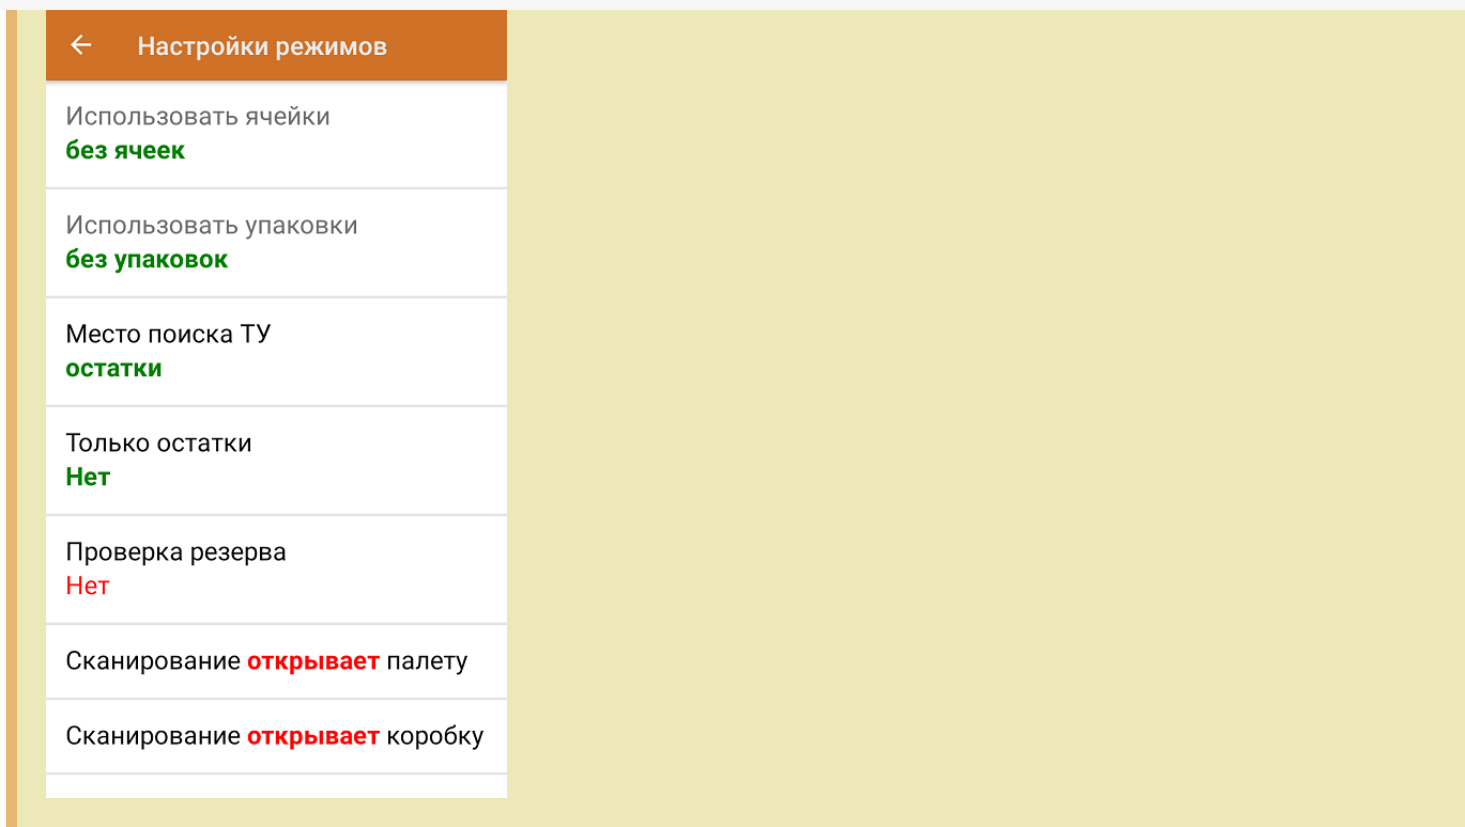 Настройки режимов
Использовать ячейки
без ячеек
Использовать упаковки
без упаковок
Место поиска ТУ
остатки
Только остатки
Нет
Проверка резерва
Нет
Сканирование открывает палету
Сканирование открывает коробку